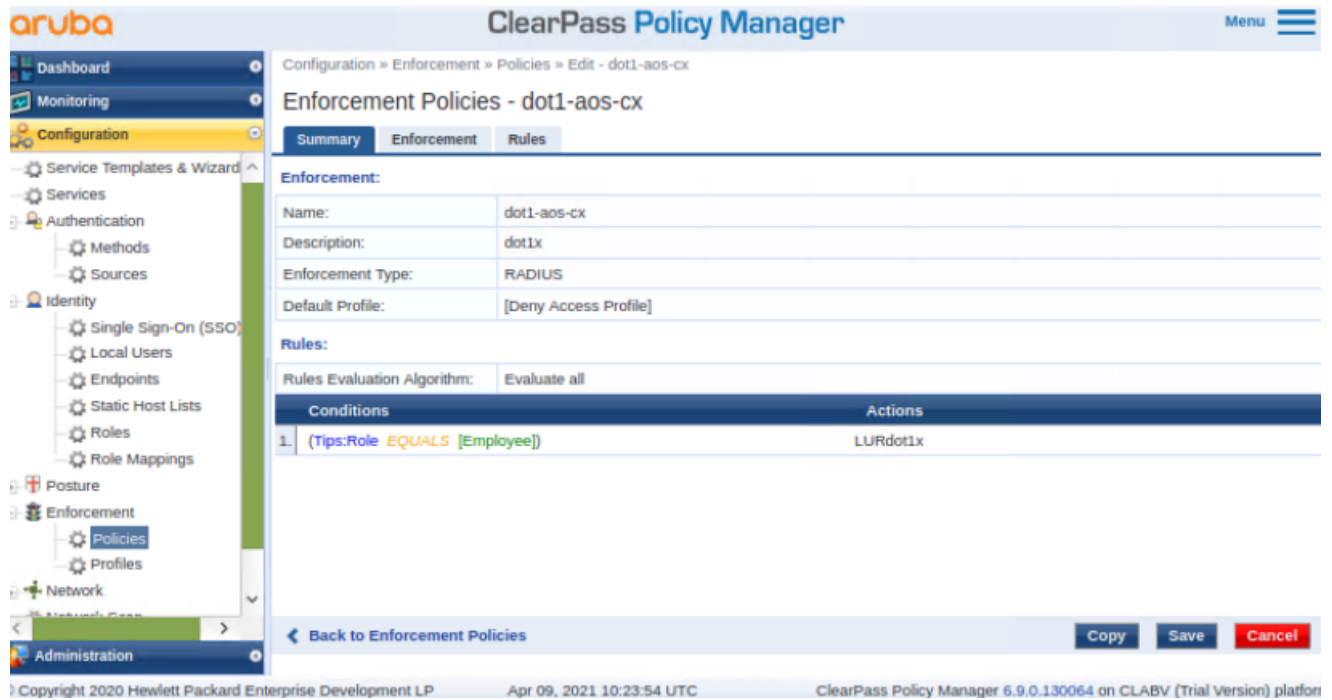 aruba
ClearPass Policy Manager
Menu
Dashboard
Monitoring
Configuration
Service Templates & Wizard
Services
Authentication
Methods
Sources
Identity
Single Sign-On (SSO)
Local Users
Endpoints
Static Host Lists
Roles
Role Mappings
Posture
Enforcement
Policies
Profiles
Network
Administration
Configuration » Enforcement » Policies » Edit - dot1-aos-cx
Enforcement Policies - dot1-aos-cx
Summary Enforcement Rules
Enforcement:
Name: dot1-aos-cx
Description: dot1x
Enforcement Type: RADIUS
Default Profile: [Deny Access Profile]
Rules:
Rules Evaluation Algorithm: Evaluate all
Conditions Actions
1. (Tips:Role EQUALS [Employee]) LURdot1x
Back to Enforcement Policies
Copy Save Cancel
Copyright 2020 Hewlett Packard Enterprise Development LP Apr 09, 2021 10:23:54 UTC ClearPass Policy Manager 6.9.0.130064 on CLABV (Trial Version) platform